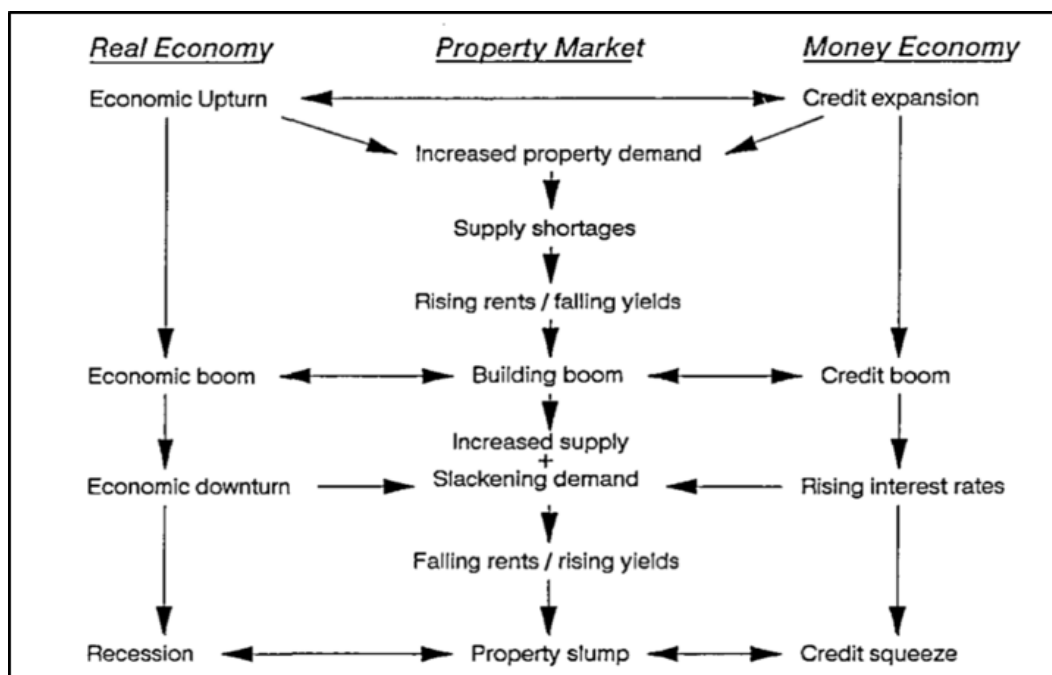 Real Economy Property Market Money Economy
Economic Upturn Credit expansion
Increased property demand
Supply shortages
Rising rents / falling yields
Economic boom Building boom Credit boom
Increased supply
+
Slackening demand
Economic downturn Rising interest rates
Falling rents / rising yields
Recession Property slump Credit squeeze